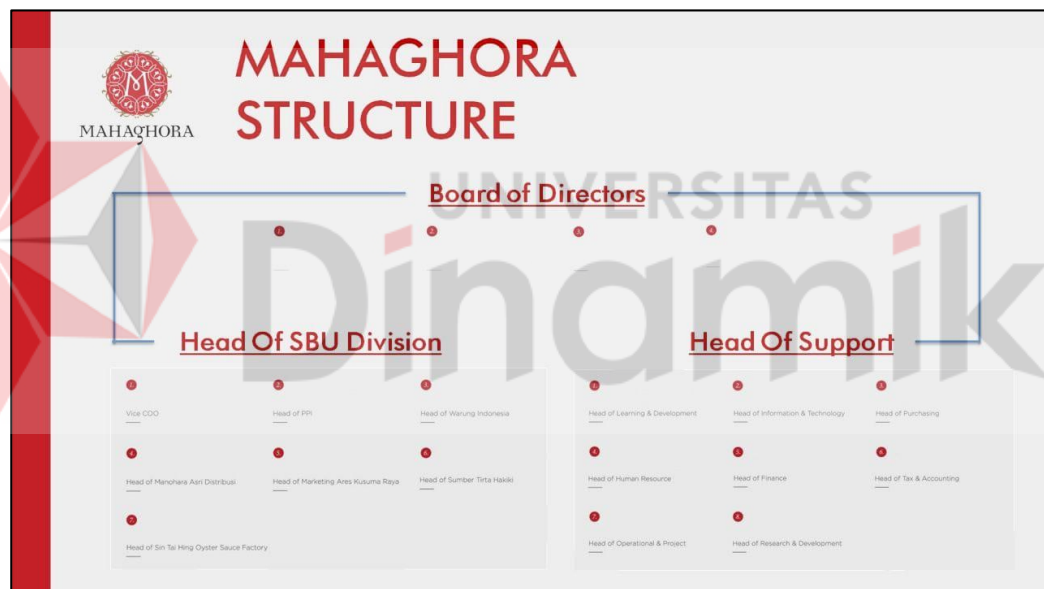 MAHAGHORA
STRUCTURE
M
MAHAGHORA
UNIVERSITAS
Dinamik
Board of Directors
1. 2. 3. 4.
Head Of SBU Division
1. 2. 3.
Vice COO Head of PPI Head of Warung Indonesia
4. 5. 6.
Head of Manohara Asri Distribusi Head of Marketing Ares Kusuma Raya Head of Sumber Tirta Hakiki
7.
Head of Sin Tai Hing Oyster Sauce Factory
Head Of Support
1. 2. 3.
Head of Learning & Development Head of Information & Technology Head of Purchasing
4. 5. 6.
Head of Human Resource Head of Finance Head of Tax & Accounting
7. 8.
Head of Operational & Project Head of Research & Development